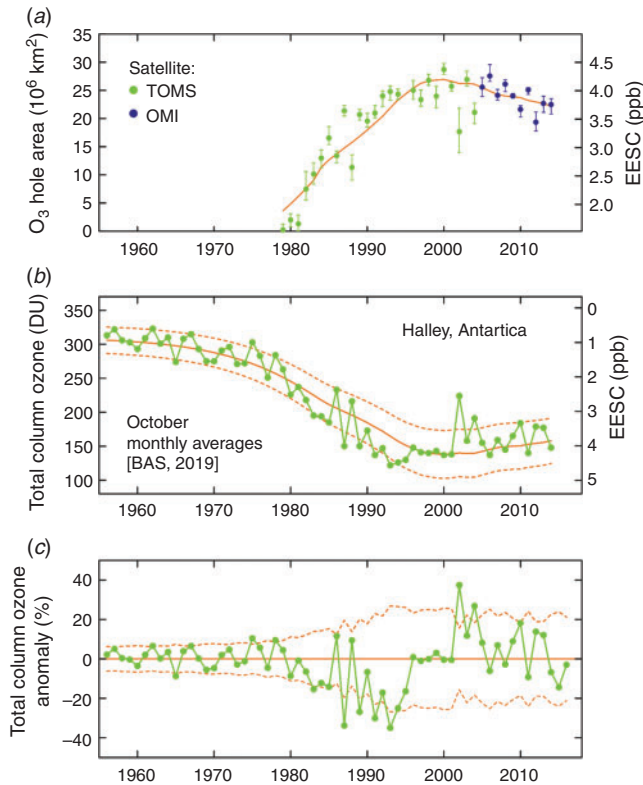 (a)
35
30
25
20
15
10
5
0
O3 hole area (10⁶ km²)
Satellite:
TOMS
OMI
4.5
4.0
3.5
3.0
2.5
2.0
EESC (ppb)
1960 1970 1980 1990 2000 2010
(b)
350
300
250
200
150
100
Total column ozone (DU)
Halley, Antartica
October
monthly averages
[BAS, 2019]
0
1
2
3
4
5
EESC (ppb)
1960 1970 1980 1990 2000 2010
(c)
40
20
0
−20
−40
Total column ozone
anomaly (%)
1960 1970 1980 1990 2000 2010